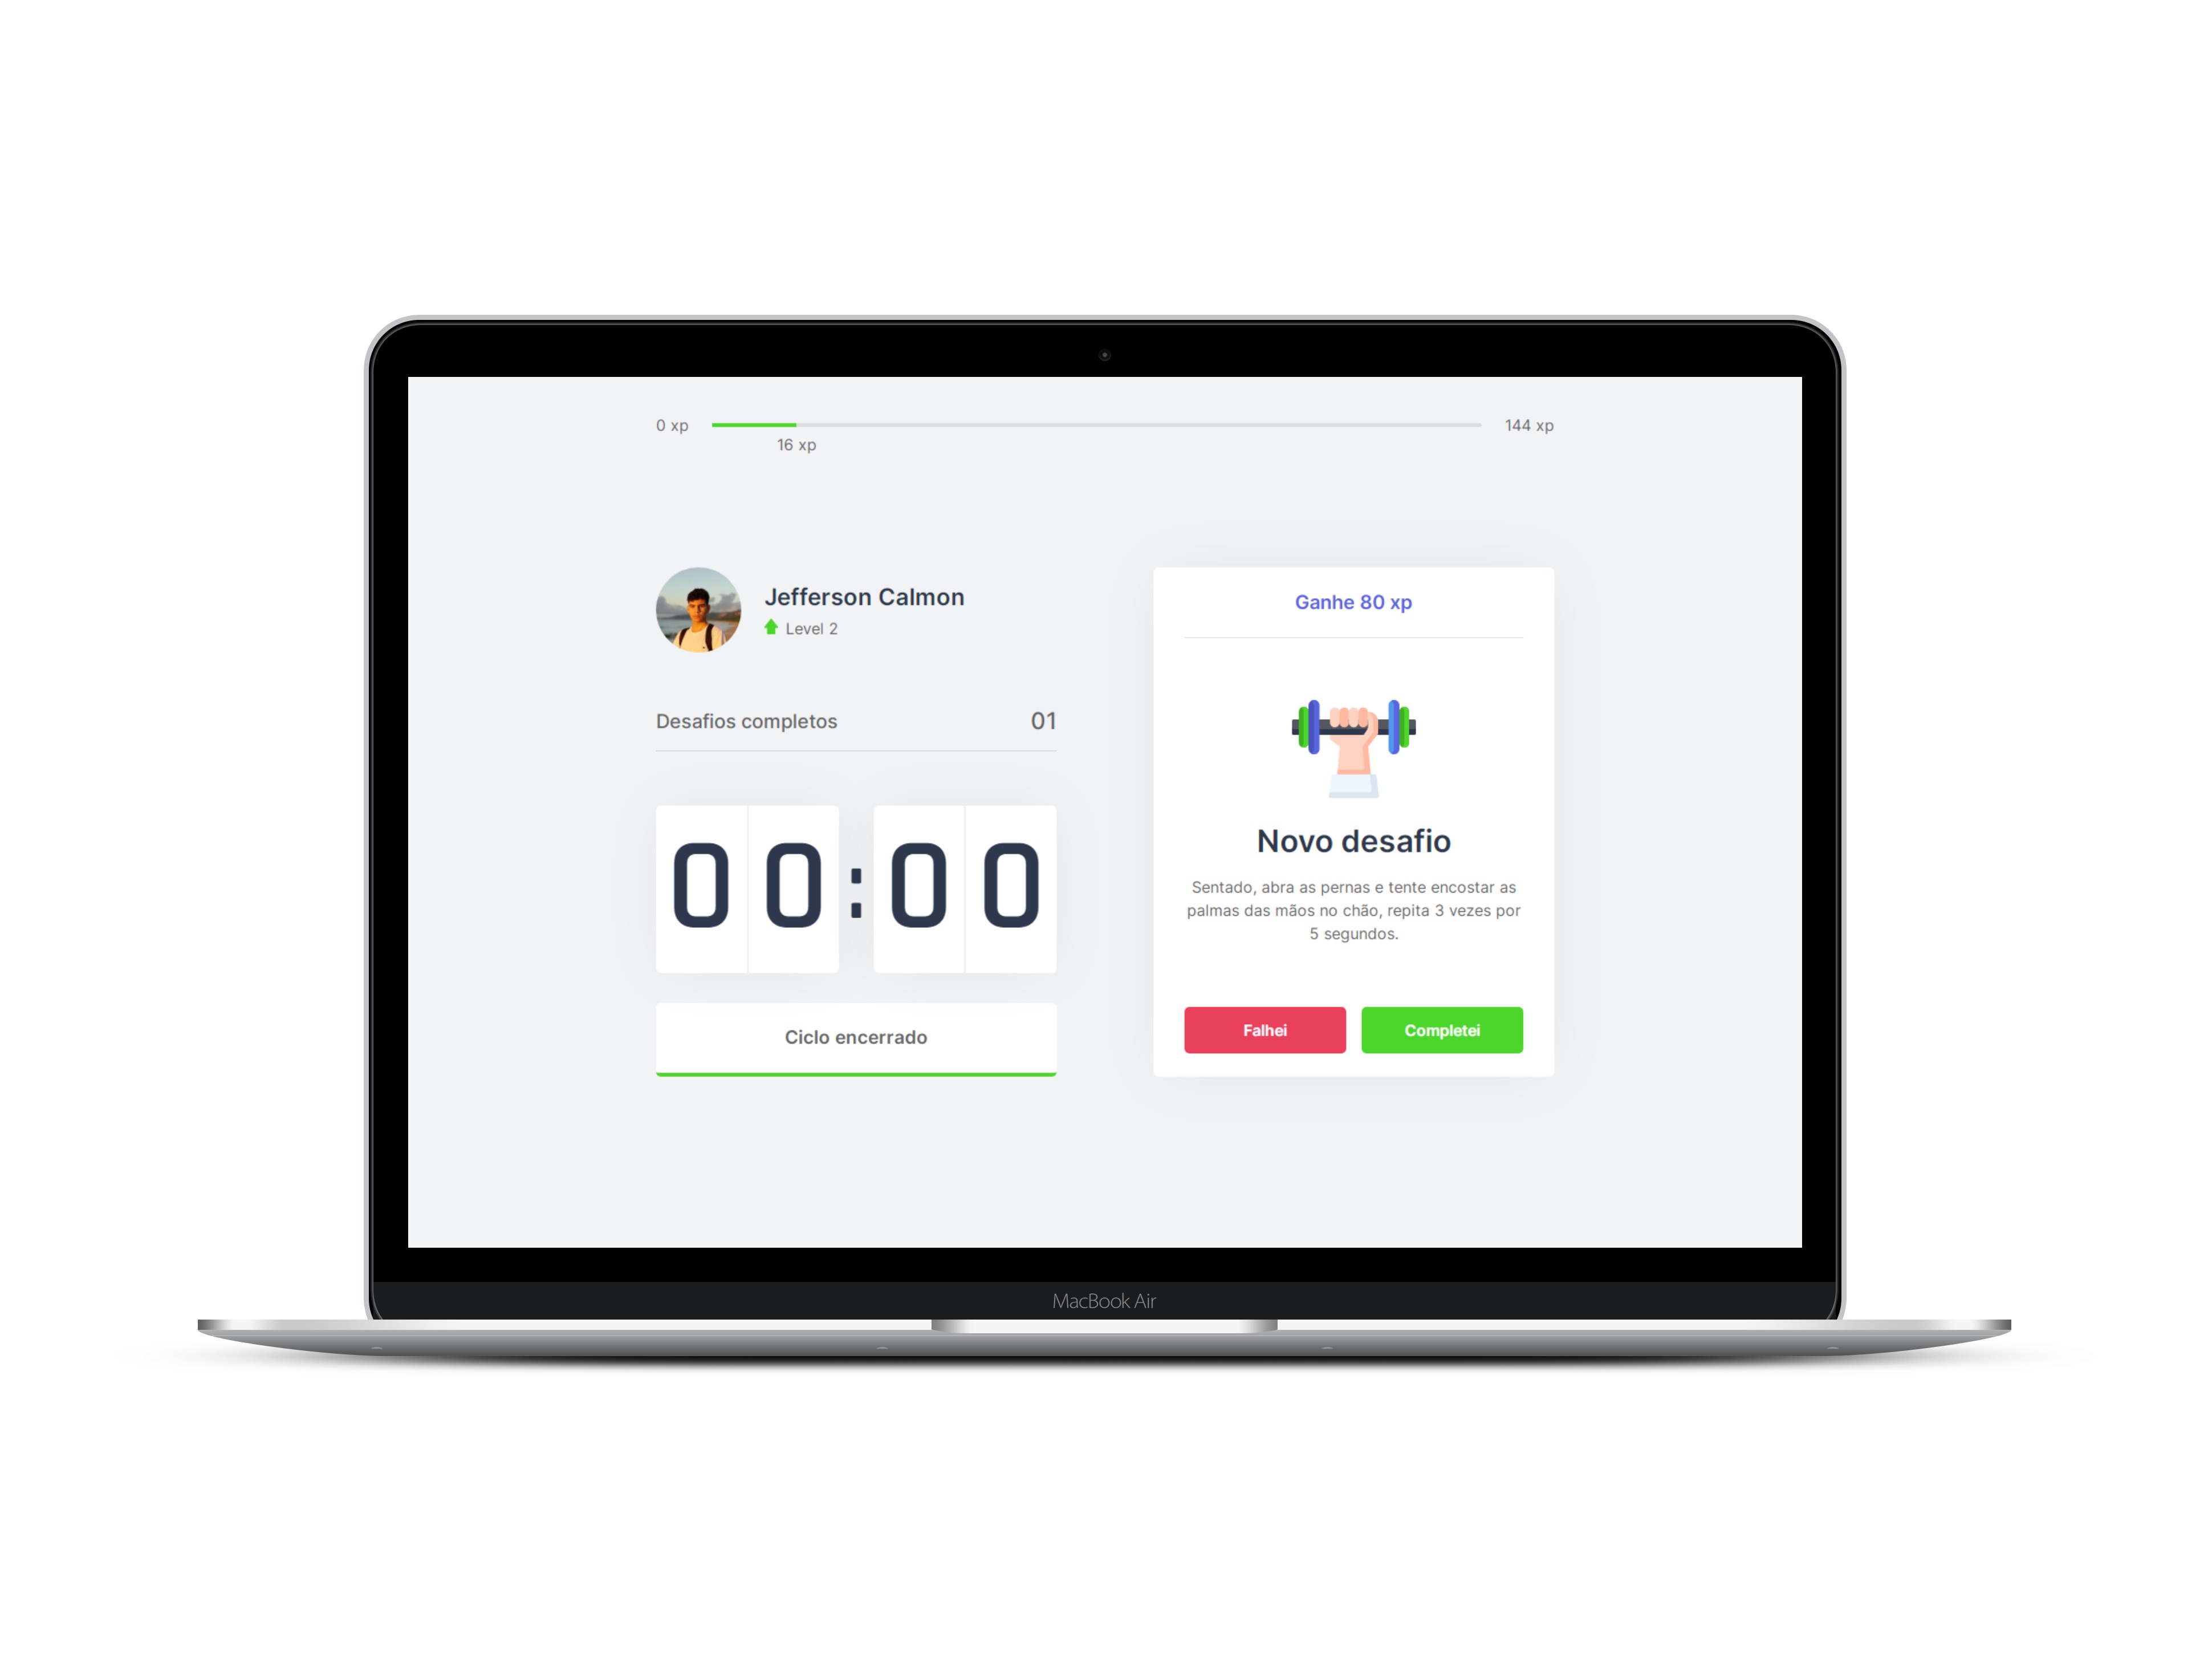 0 xp
144 xp
16 xp
Jefferson Calmon
Level 2
Desafios completos
01
00:00
Ciclo encerrado
Ganhe 80 xp
Novo desafio
Sentado, abra as pernas e tente encostar as
palmas das mãos no chão, repita 3 vezes por
5 segundos.
Falhei
Completei
MacBook Air